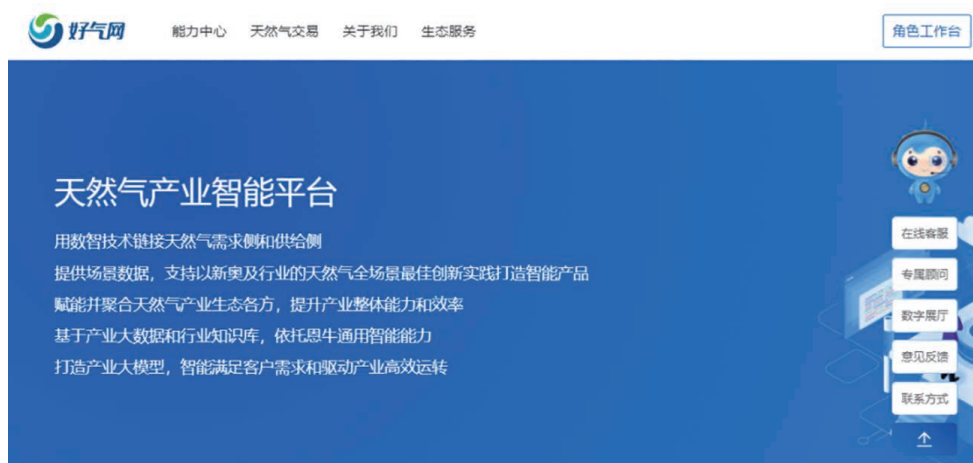 好气网
能力中心 天然气交易 关于我们 生态服务
角色工作台
天然气产业智能平台
用数智技术链接天然气需求侧和供给侧
提供场景数据，支持以新奥及行业的天然气全场景最佳创新实践打造智能产品
赋能并聚合天然气产业生态各方，提升产业整体能力和效率
基于产业大数据和行业知识库，依托恩牛通用智能能力
打造产业大模型，智能满足客户需求和驱动产业高效运转
在线客服
专属顾问
数字展厅
意见反馈
联系方式